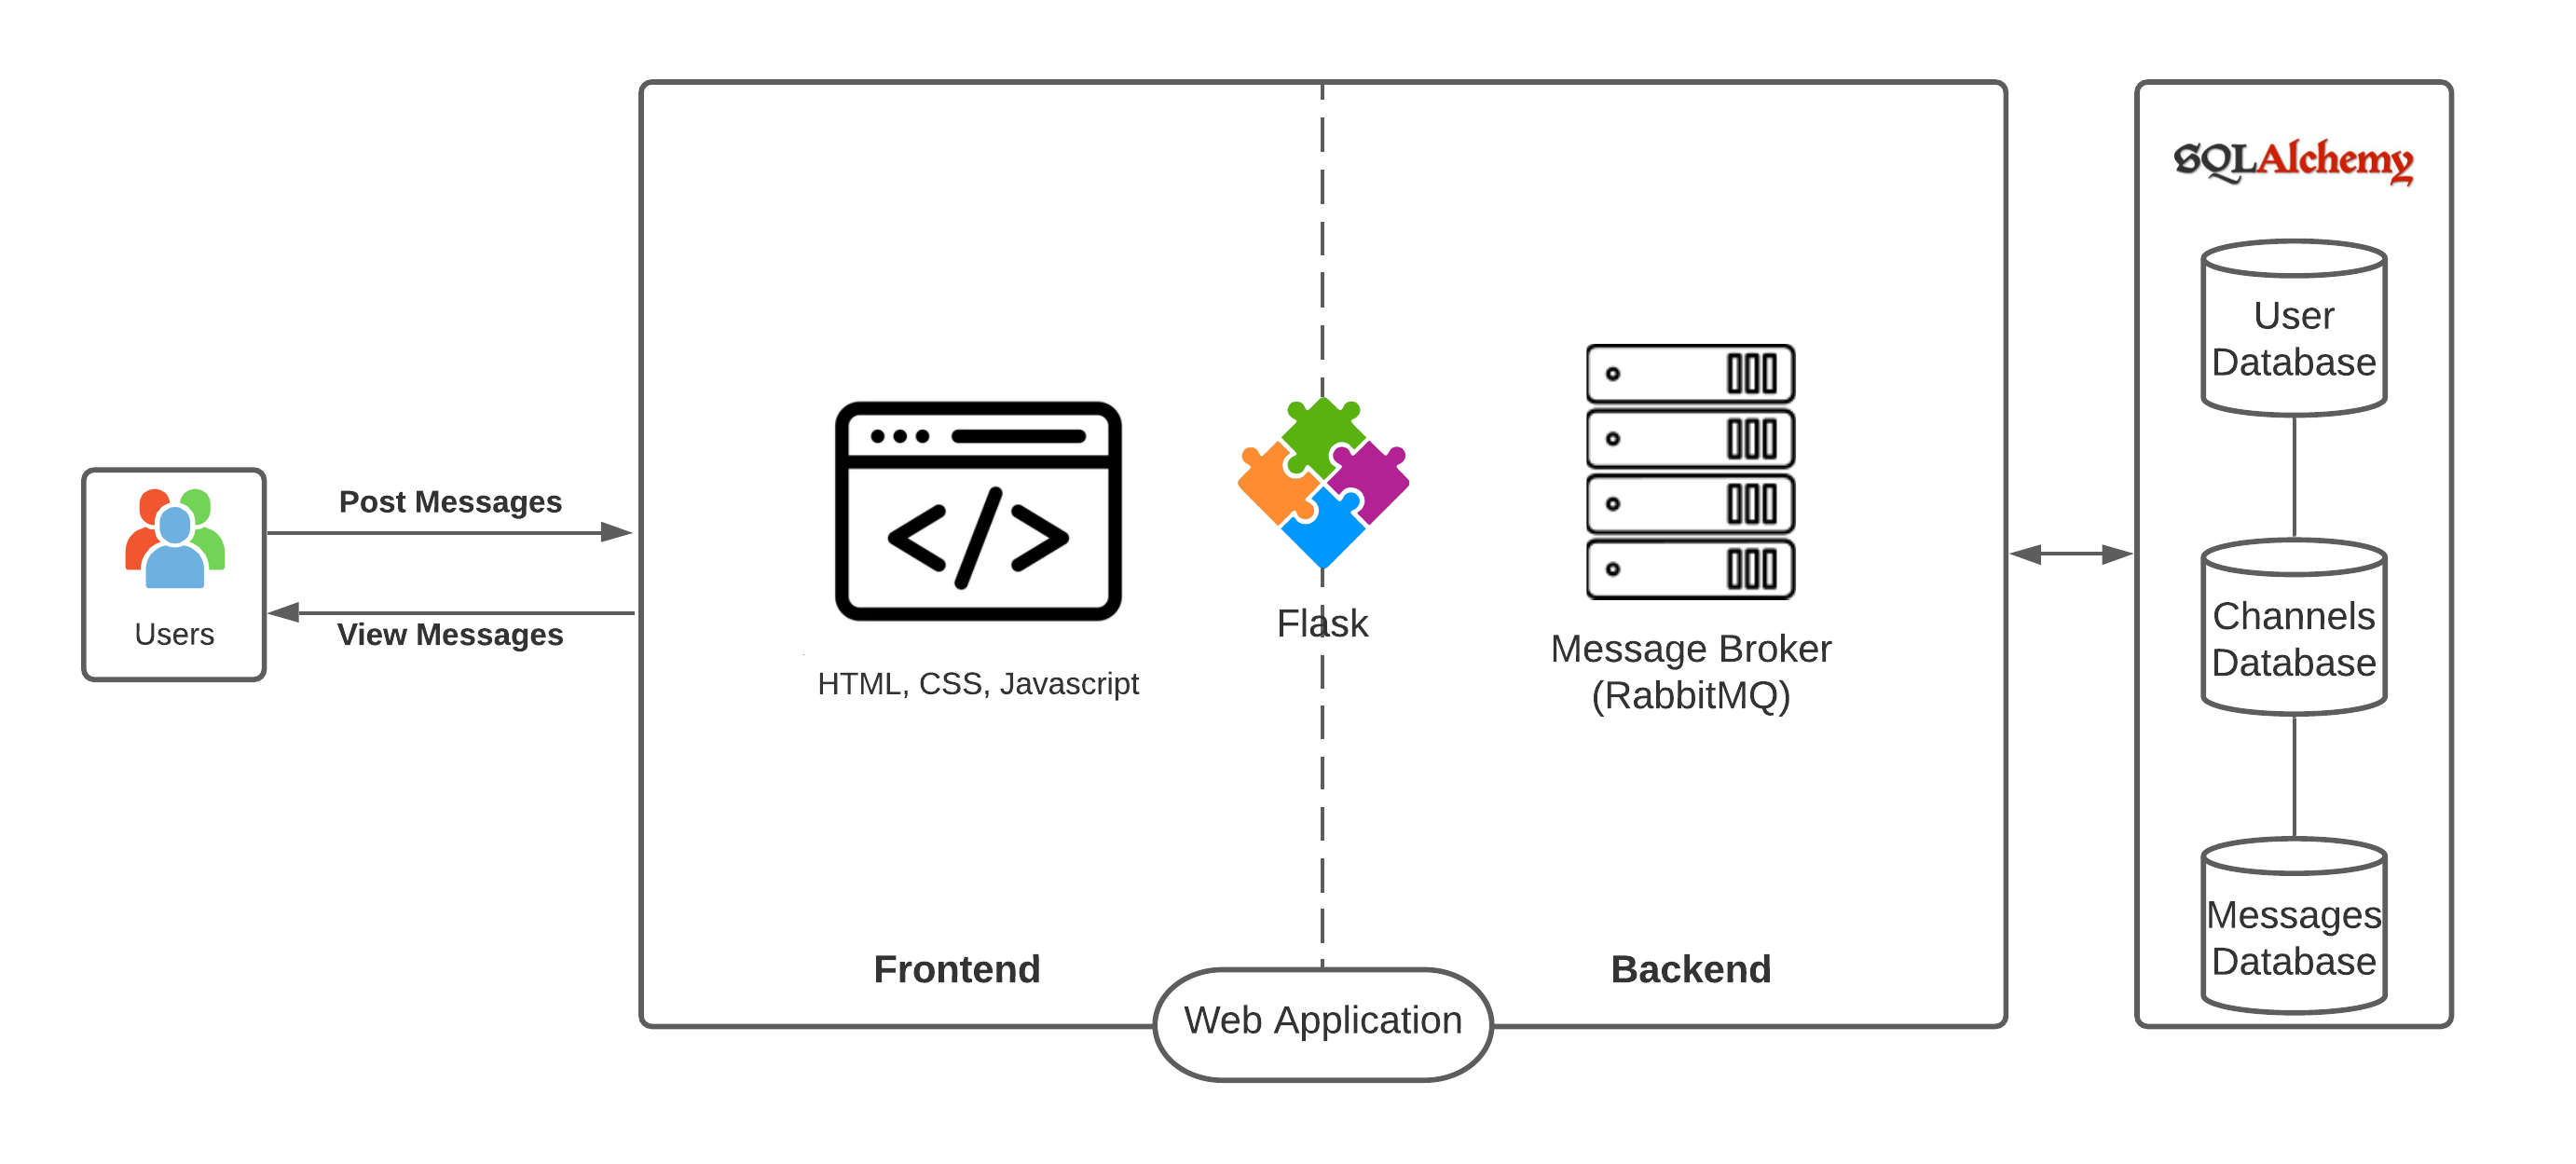 Users
Post Messages
View Messages
HTML, CSS, Javascript
Frontend
Flask
Message Broker
(RabbitMQ)
Backend
Web Application
SQLAlchemy
User
Database
Channels
Database
Messages
Database